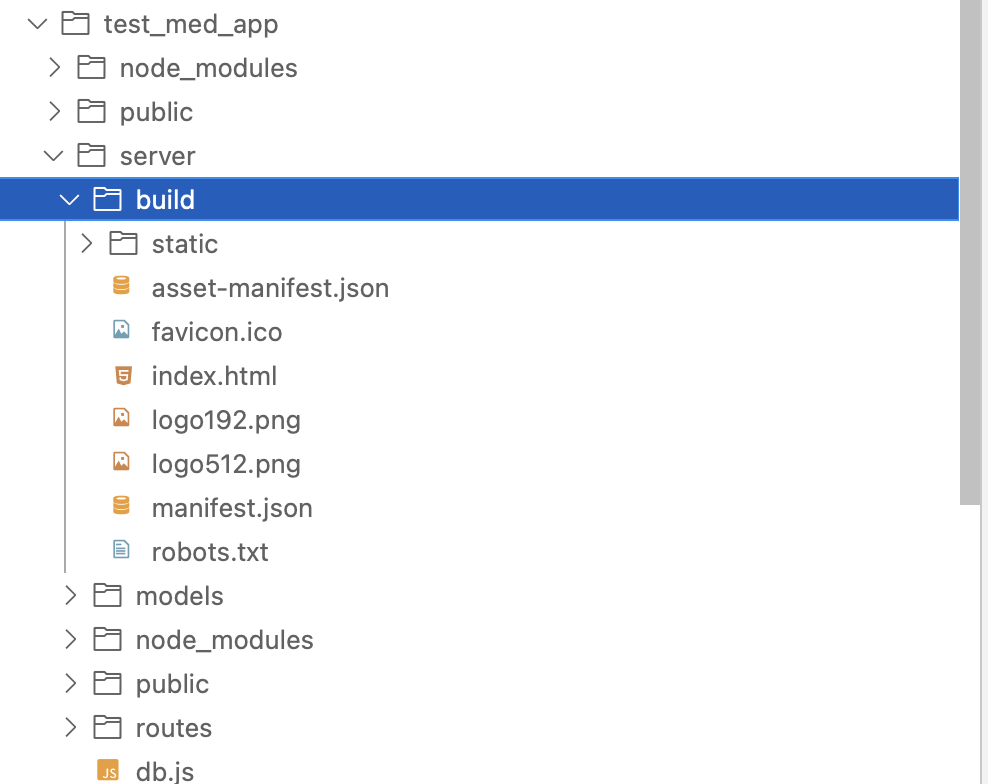 test_med_app
node_modules
public
server
build
static
asset-manifest.json
favicon.ico
index.html
logo192.png
logo512.png
manifest.json
robots.txt
models
node_modules
public
routes
JS db.js